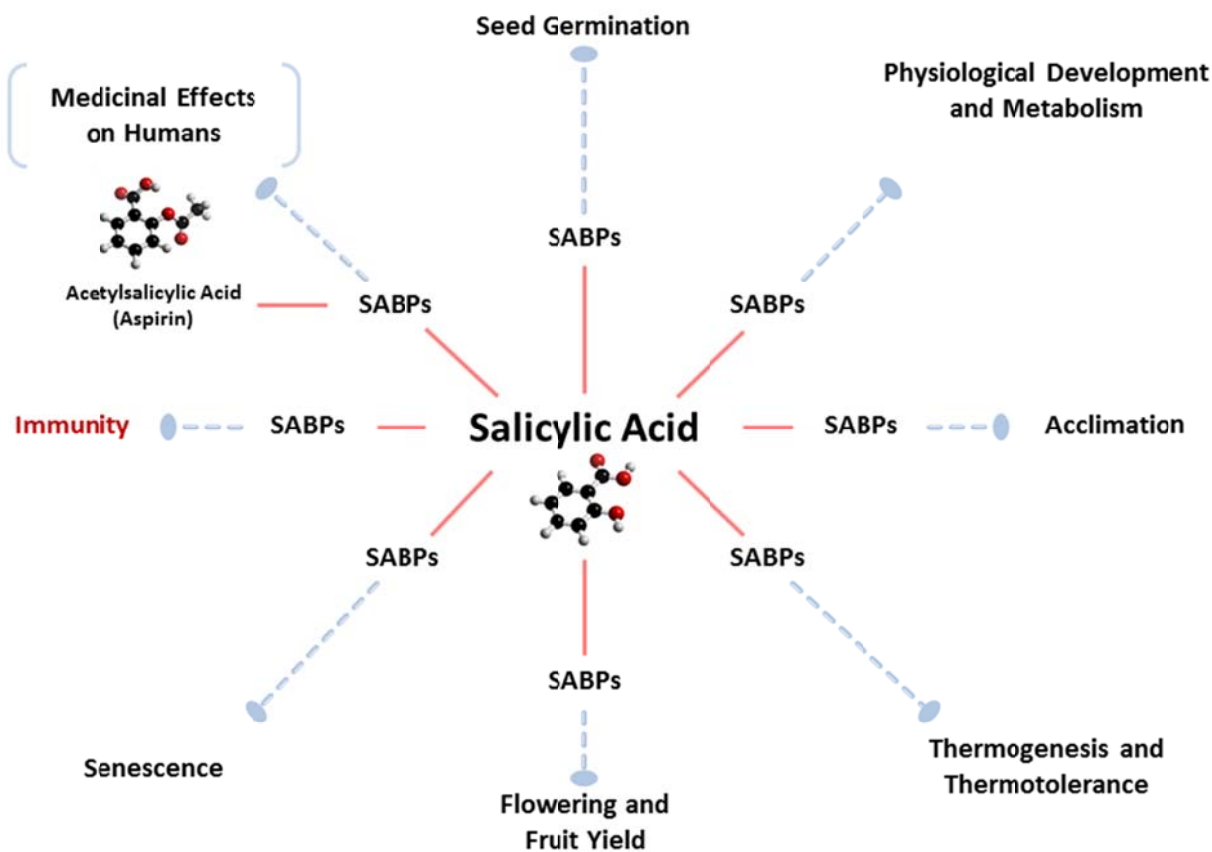 Seed Germination
Physiological Development
and Metabolism
Medicinal Effects
on Humans
SABPs
Acetylsalicylic Acid
(Aspirin)
SABPs
SABPs
Immunity
SABPs
Salicylic Acid
SABPs
Acclimation
SABPs
SABPs
SABPs
Senescence
Thermogenesis and
Thermotolerance
Flowering and
Fruit Yield